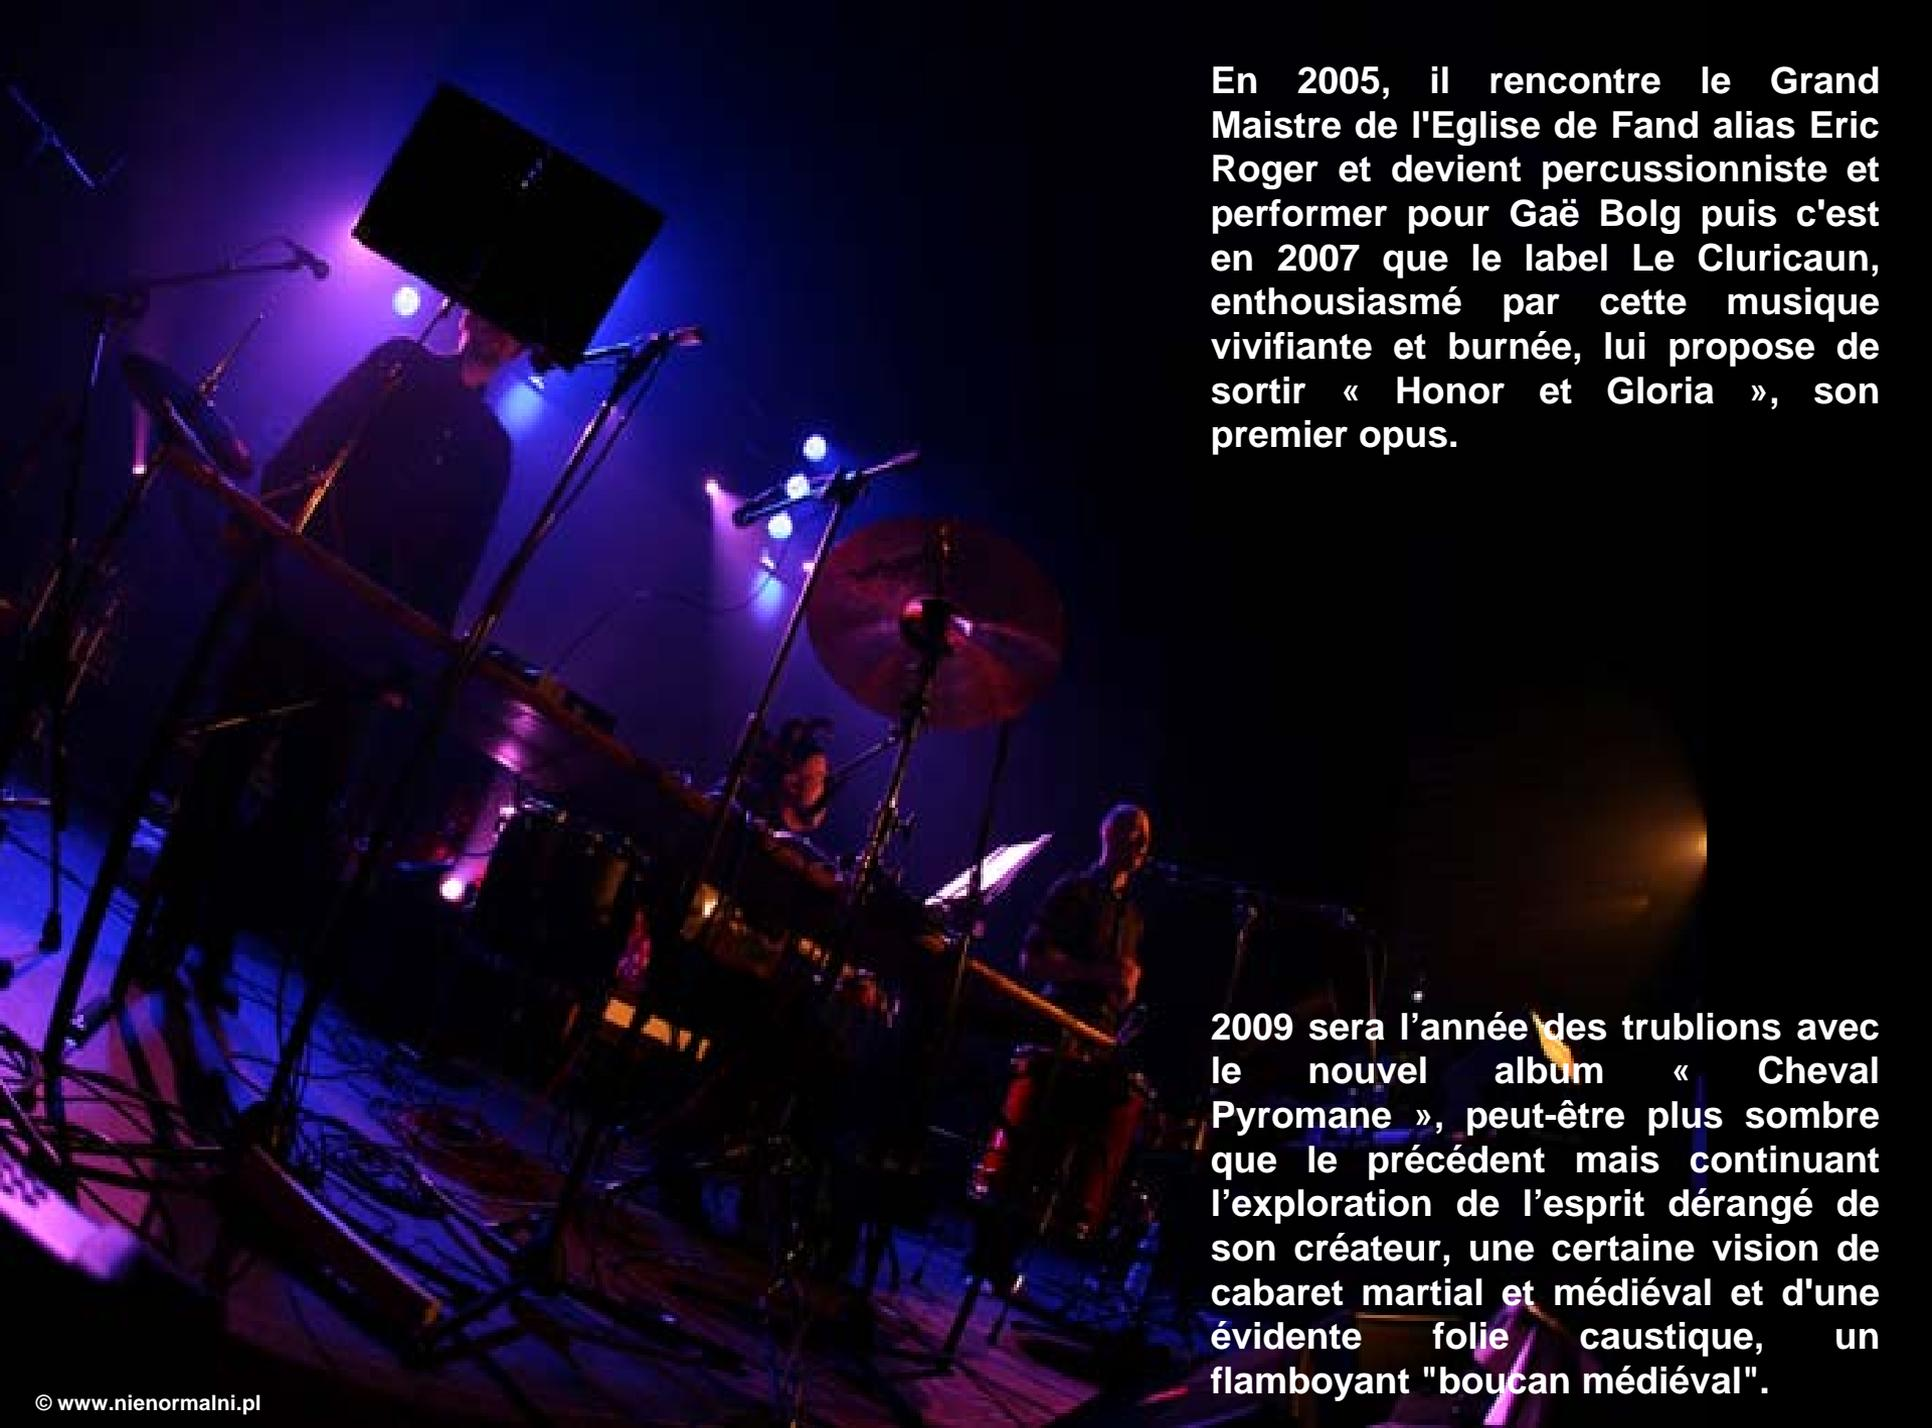 En 2005, il rencontre le Grand
Maistre de l'Eglise de Fand alias Eric
Roger et devient percussionniste et
performer pour Gaë Bolg puis c'est
en 2007 que le label Le Cluricaun,
enthousiasmé par cette musique
vivifiante et burnée, lui propose de
sortir « Honor et Gloria », son
premier opus.
2009 sera l’année des trublions avec
le nouvel album « Cheval
Pyromane », peut-être plus sombre
que le précédent mais continuant
l’exploration de l’esprit dérangé de
son créateur, une certaine vision de
cabaret martial et médiéval et d'une
évidente folie caustique, un
flamboyant "boucan médiéval".
© www.nienormalni.pl